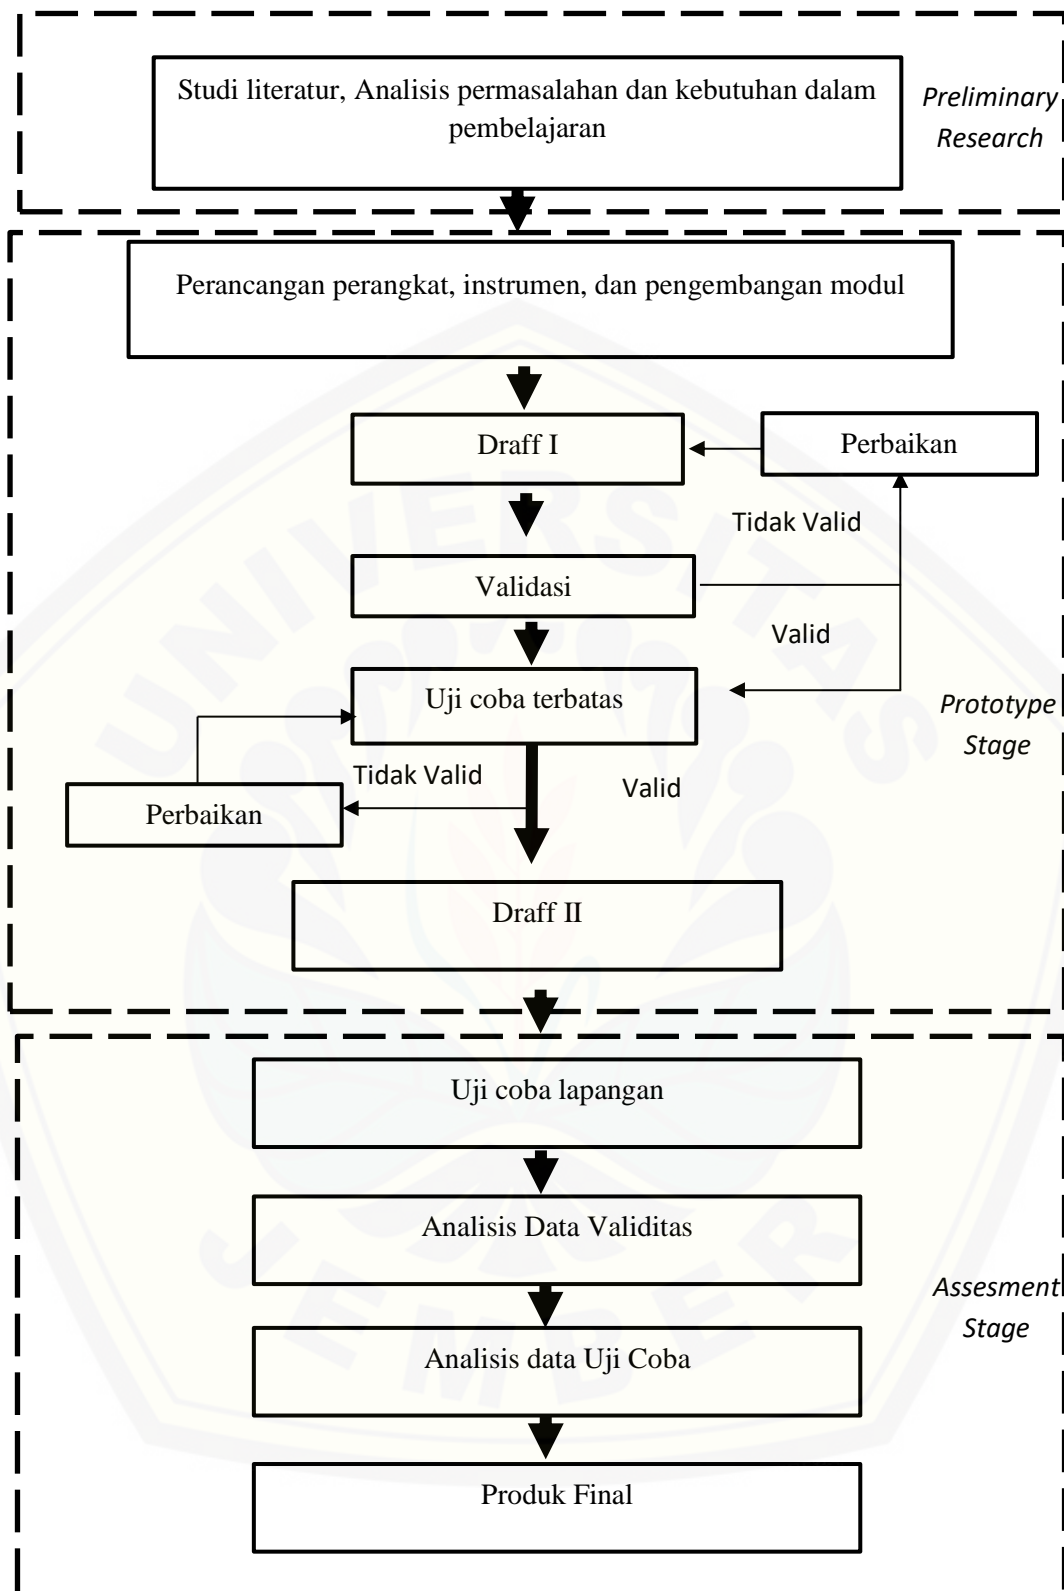 Studi literatur, Analisis permasalahan dan kebutuhan dalam
pembelajaran
Preliminary
Research
Perancangan perangkat, instrumen, dan pengembangan modul
Draff I
Perbaikan
Tidak Valid
Validasi
Valid
Uji coba terbatas
Prototype
Stage
Tidak Valid
Valid
Perbaikan
Draff II
Uji coba lapangan
Analisis Data Validitas
Assesment
Stage
Analisis data Uji Coba
Produk Final
UNIVERSITAS
JEMBER